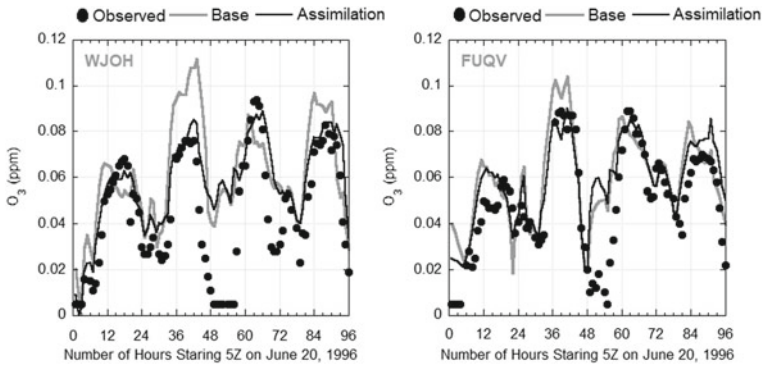 Observed Base Assimilation
0.12
0.1
0.08
0.06
0.04
0.02
0
O3 (ppm)
WJOH
0 12 24 36 48 60 72 84 96
Number of Hours Staring 5Z on June 20, 1996
Observed Base Assimilation
0.12
0.1
0.08
0.06
0.04
0.02
0
O3 (ppm)
FUQV
0 12 24 36 48 60 72 84 96
Number of Hours Staring 5Z on June 20, 1996